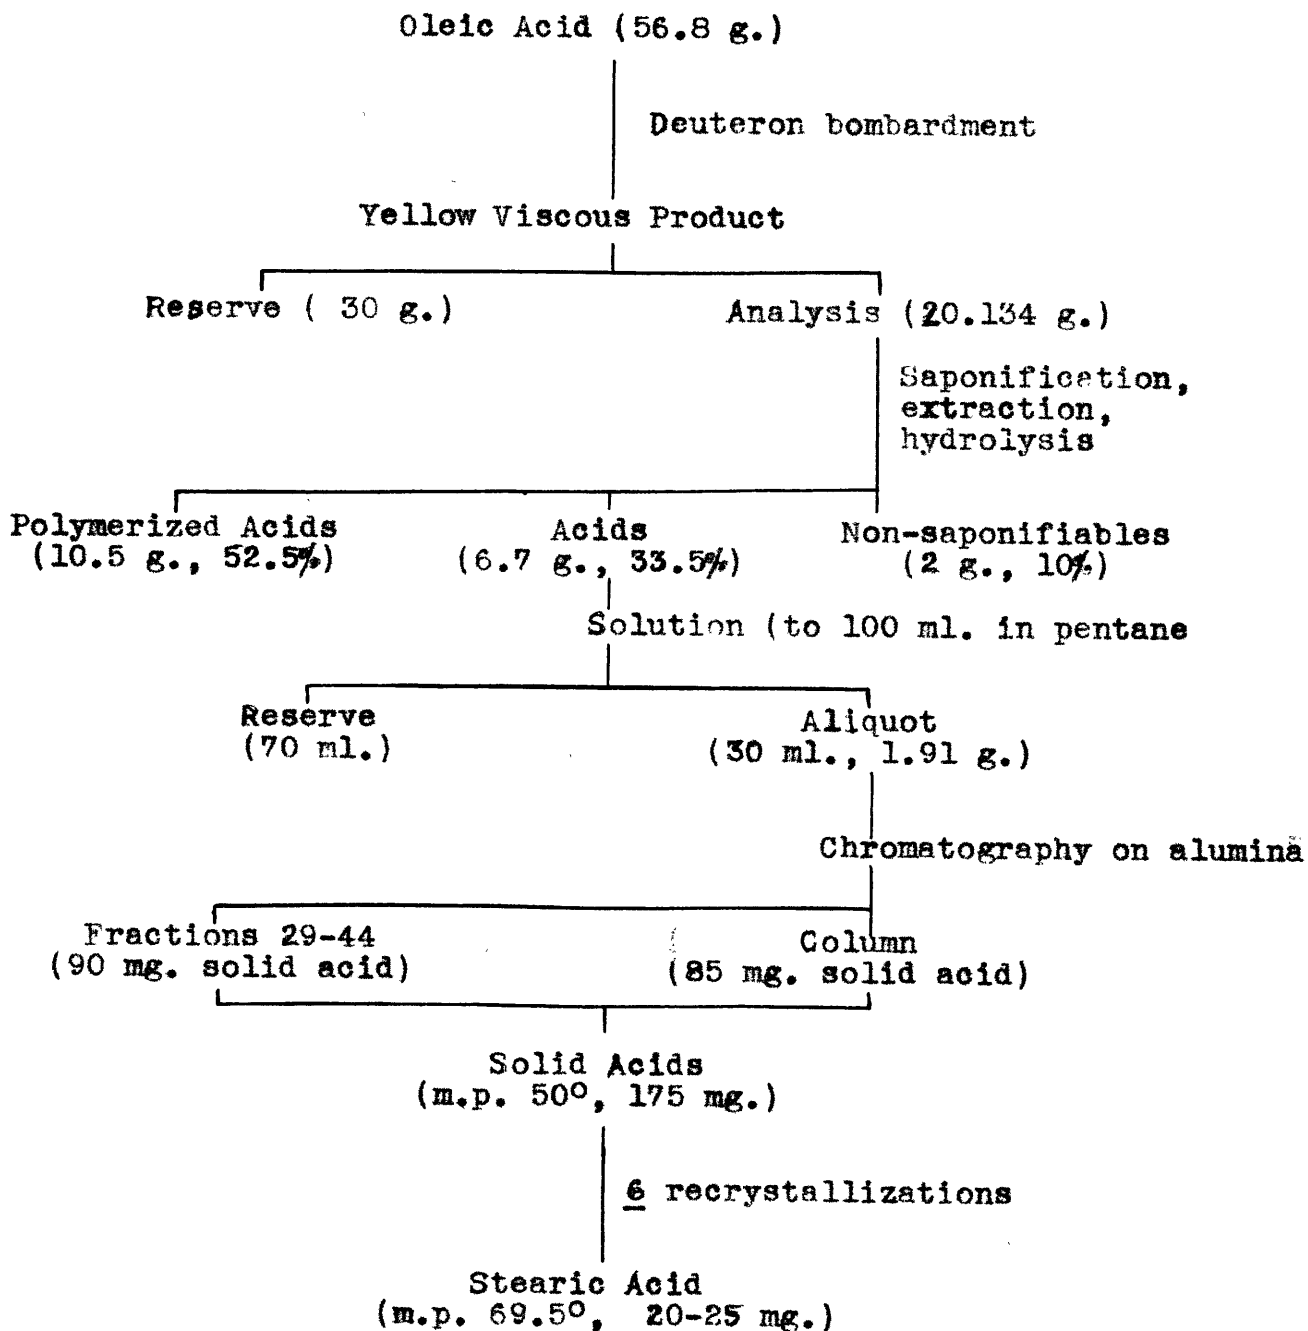 Oleic Acid (56.8 g.)
Deuteron bombardment
Yellow Viscous Product
Reserve ( 30 g.)
Analysis (20.134 g.)
Saponification,
extraction,
hydrolysis
Polymerized Acids
(10.5 g., 52.5%)
Acids
(6.7 g., 33.5%)
Non-saponifiables
(2 g., 10%)
Solution (to 100 ml. in pentane
Reserve
(70 ml.)
Aliquot
(30 ml., 1.91 g.)
Chromatography on alumina
Fractions 29-44
(90 mg. solid acid)
Column
(85 mg. solid acid)
Solid Acids
(m.p. 50°, 175 mg.)
6 recrystallizations
Stearic Acid
(m.p. 69.5°, 20-25 mg.)